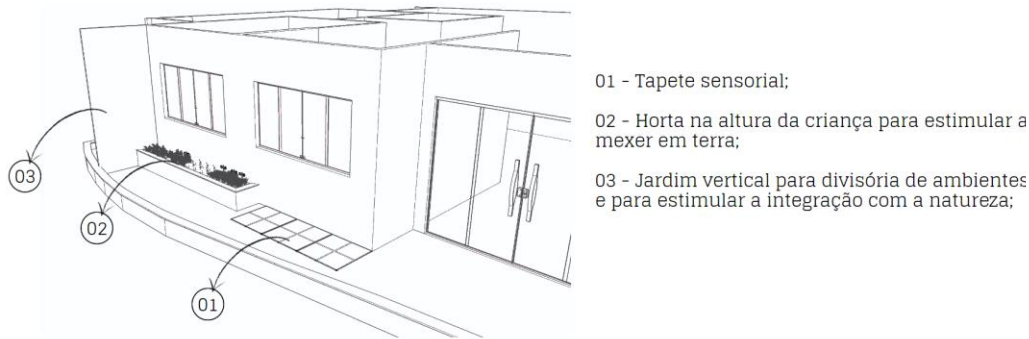 01 - Tapete sensorial;
02 - Horta na altura da criança para estimular a
mexer em terra;
03 - Jardim vertical para divisória de ambientes
e para estimular a integração com a natureza;
03
02
01